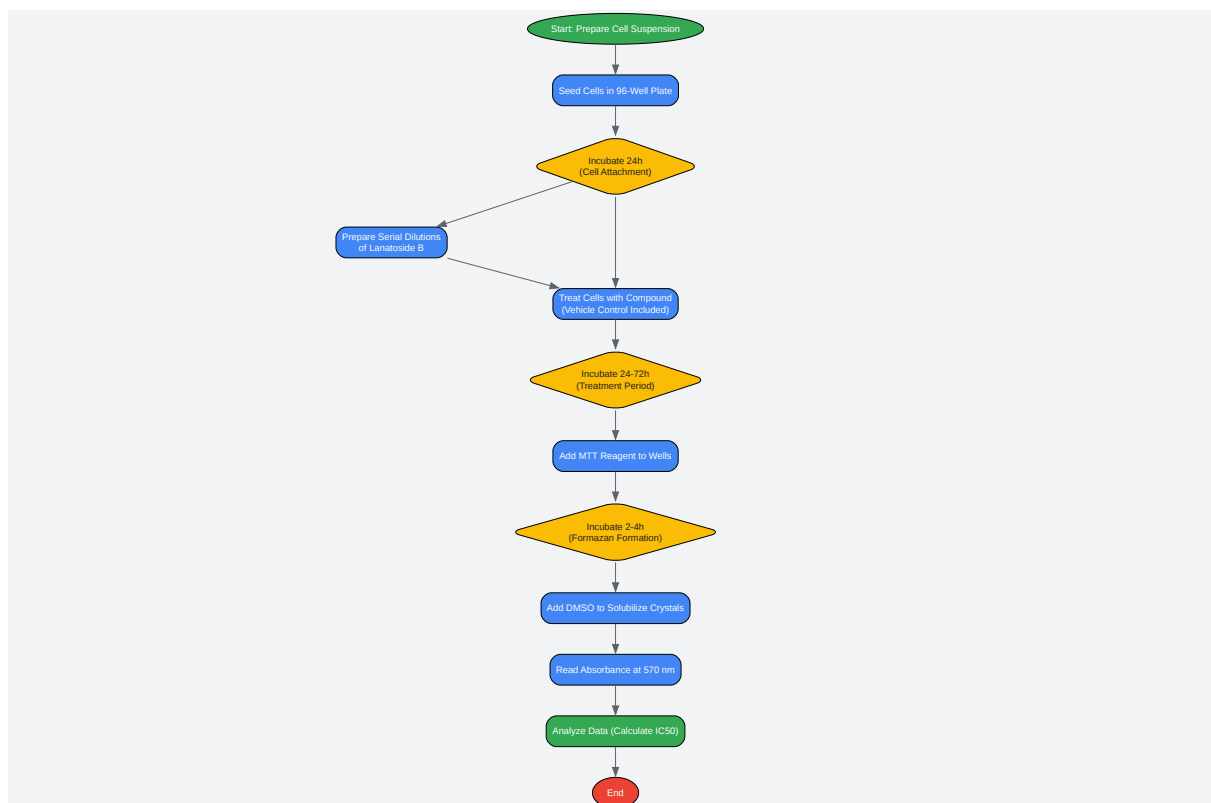 Start: Prepare Cell Suspension
Seed Cells in 96-Well Plate
Incubate 24h
(Cell Attachment)
Prepare Serial Dilutions
of Lanatoside B
Treat Cells with Compound
(Vehicle Control Included)
Incubate 24-72h
(Treatment Period)
Add MTT Reagent to Wells
Incubate 2-4h
(Formazan Formation)
Add DMSO to Solubilize Crystals
Read Absorbance at 570 nm
Analyze Data (Calculate IC50)
End